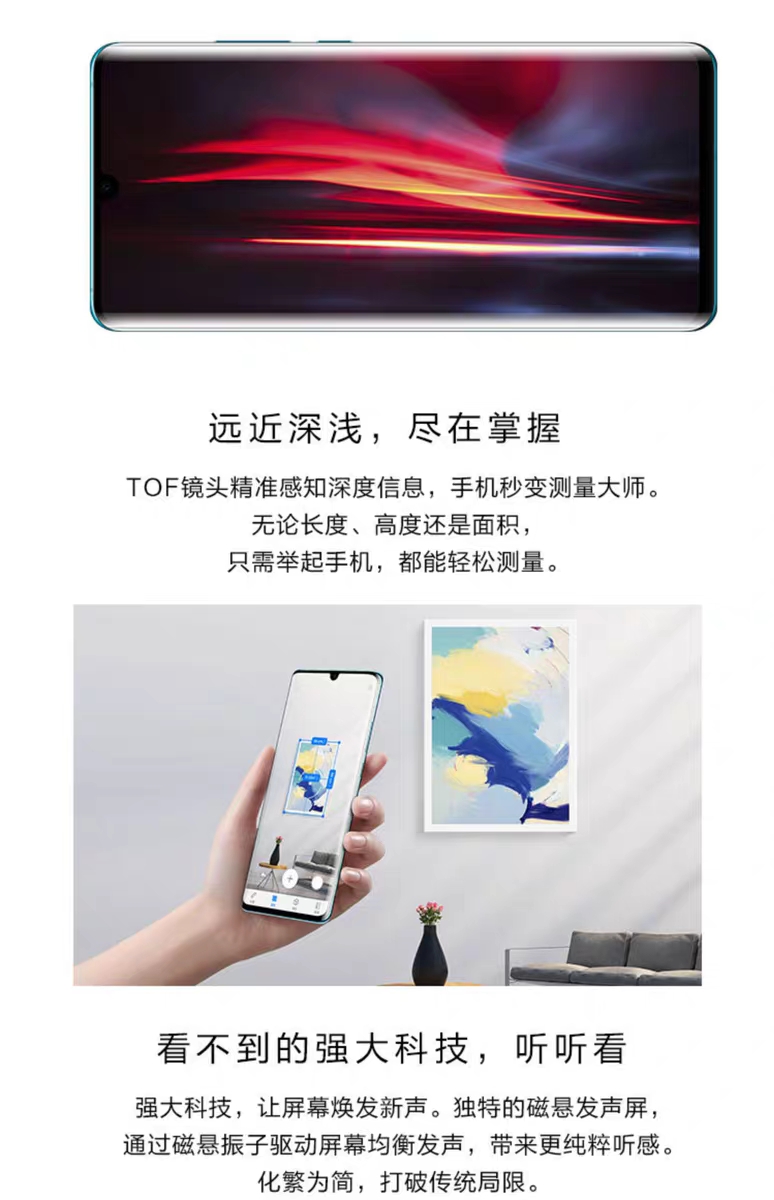 远近深浅，尽在掌握
TOF镜头精准感知深度信息，手机秒变测量大师。
无论长度、高度还是面积，
只需举起手机，都能轻松测量。
看不到的强大科技，听听看
强大科技，让屏幕焕发新声。独特的磁悬发声屏，
通过磁悬振子驱动屏幕均衡发声，带来更纯粹听感。
化繁为简，打破传统局限。